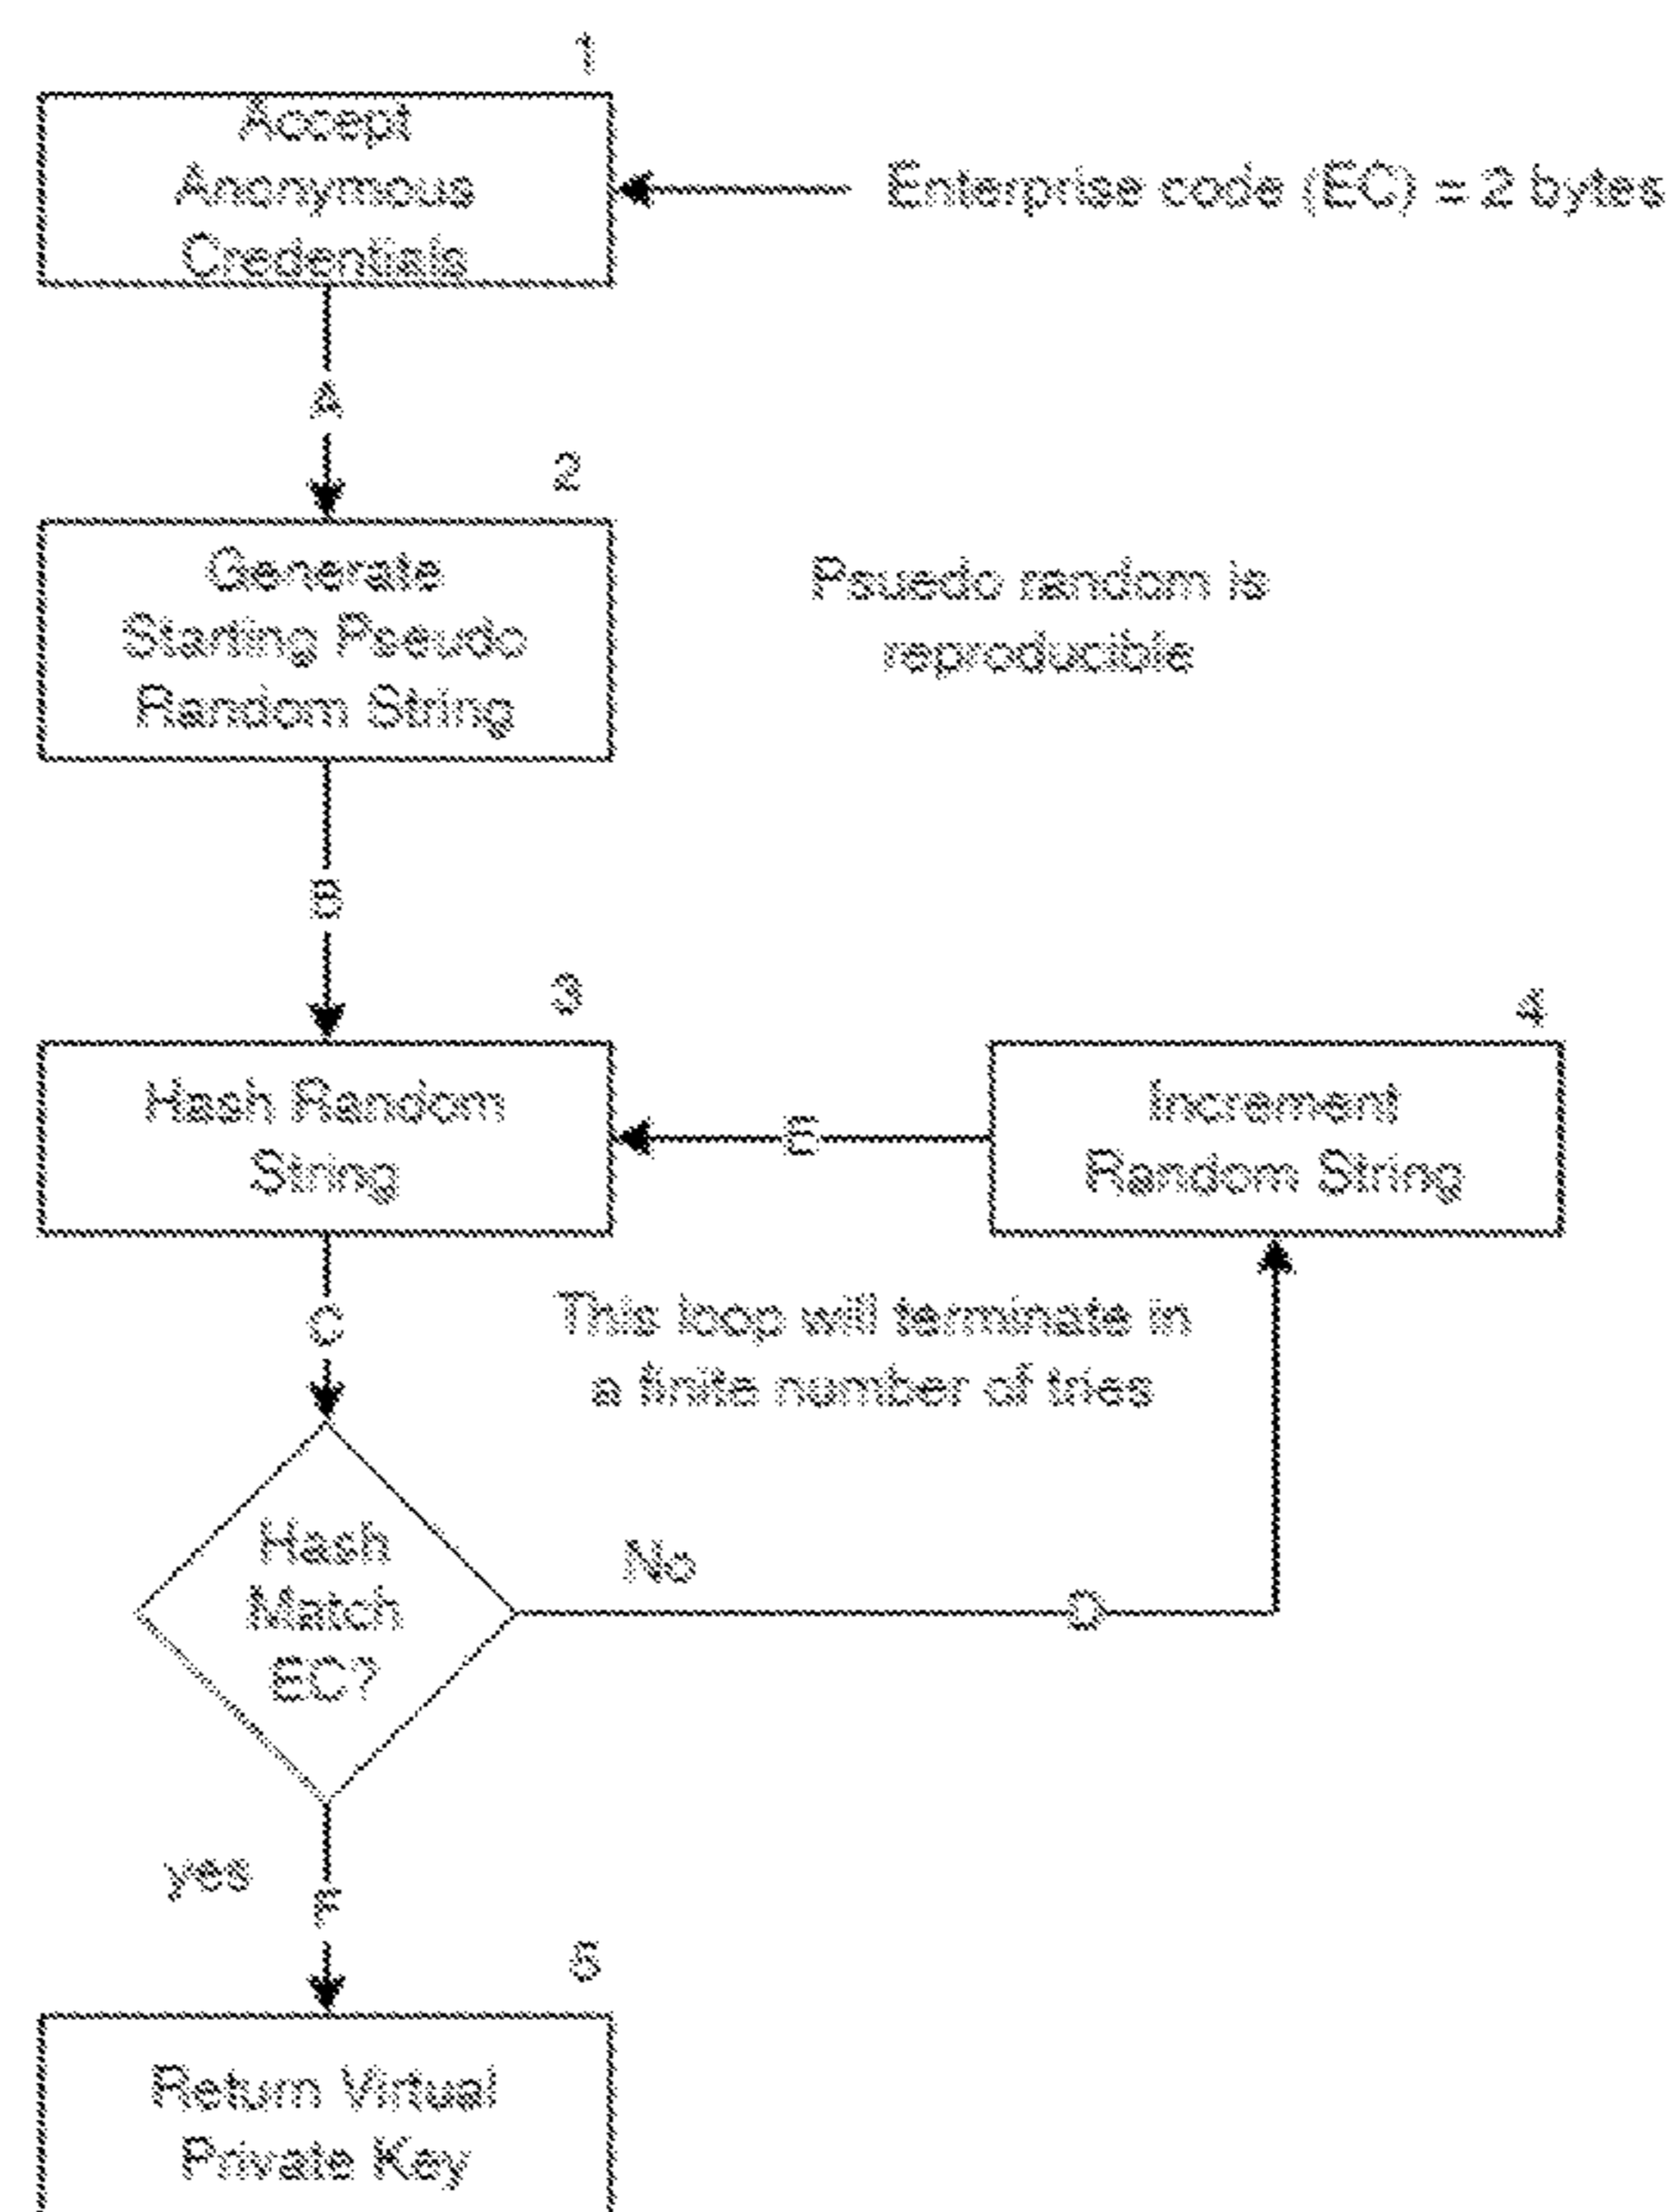 1
Accept
Anonymous
Credentials
Enterprise code (EC) = 2 bytes
A
2
Generate
Starting Pseudo
Random String
Psuedo random is
reproducible
B
3
Hash Random
String
4
Increment
Random String
E
C
This loop will terminate in
a finite number of tries
Hash
Match
EC?
No
D
yes
F
5
Return Virtual
Private Key